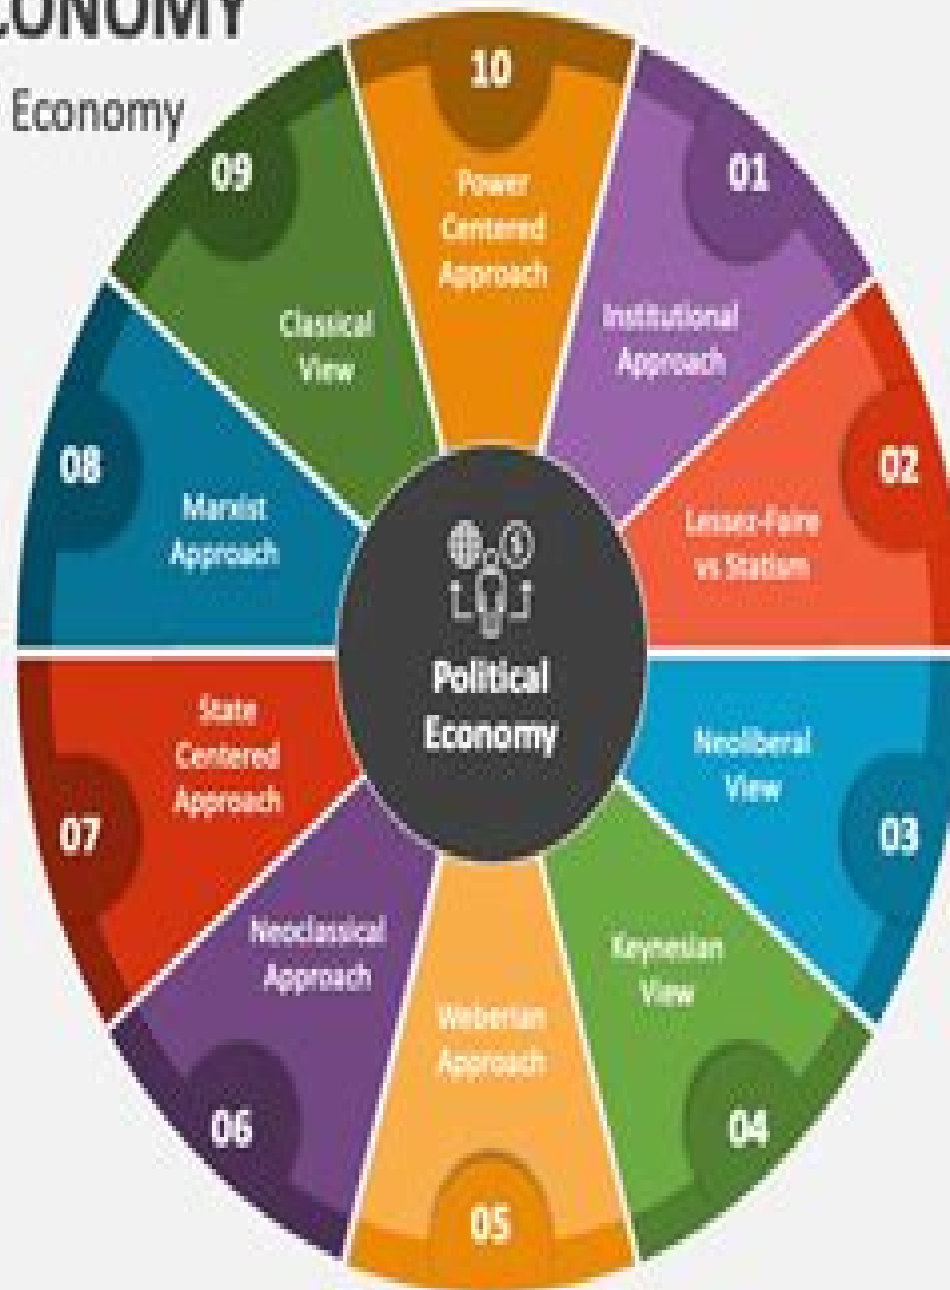 CONOMY
Economy
10
Power
Centered
Approach
01
Institutional
Approach
02
Lessez-Faire
vs Statism
03
Neoliberal
View
04
Keynesian
View
05
Weberian
Approach
06
Neoclassical
Approach
07
State
Centered
Approach
08
Marxist
Approach
09
Classical
View
Political
Economy